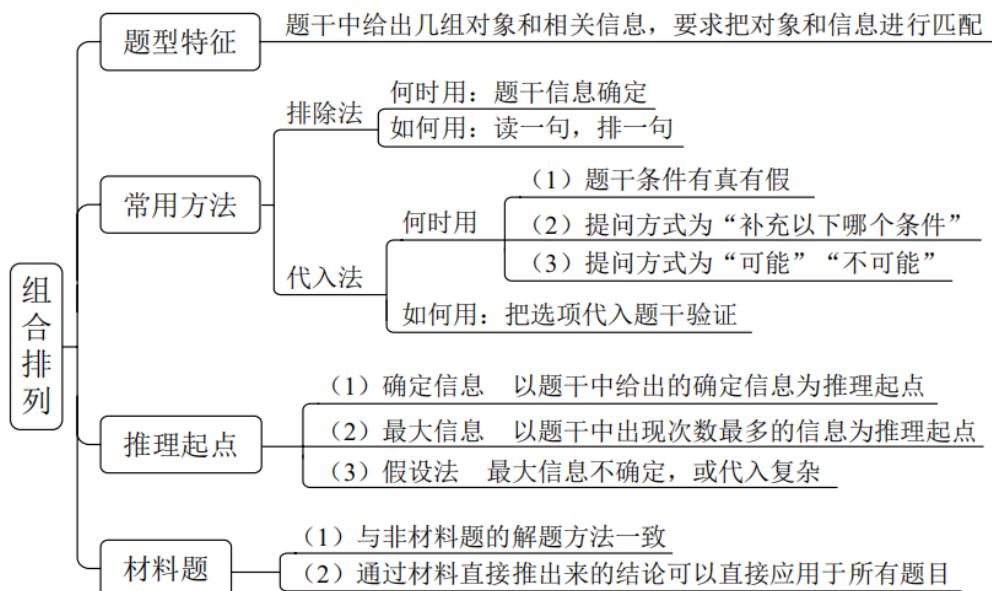 组合排列
题型特征
题干中给出几组对象和相关信息，要求把对象和信息进行匹配
常用方法
排除法
何时用：题干信息确定
如何用：读一句，排一句
代入法
何时用
（1）题干条件有真有假
（2）提问方式为“补充以下哪个条件”
（3）提问方式为“可能”“不可能”
如何用：把选项代入题干验证
推理起点
（1）确定信息 以题干中给出的确定信息为推理起点
（2）最大信息 以题干中出现次数最多的信息为推理起点
（3）假设法 最大信息不确定，或代入复杂
材料题
（1）与非材料题的解题方法一致
（2）通过材料直接推出来的结论可以直接应用于所有题目